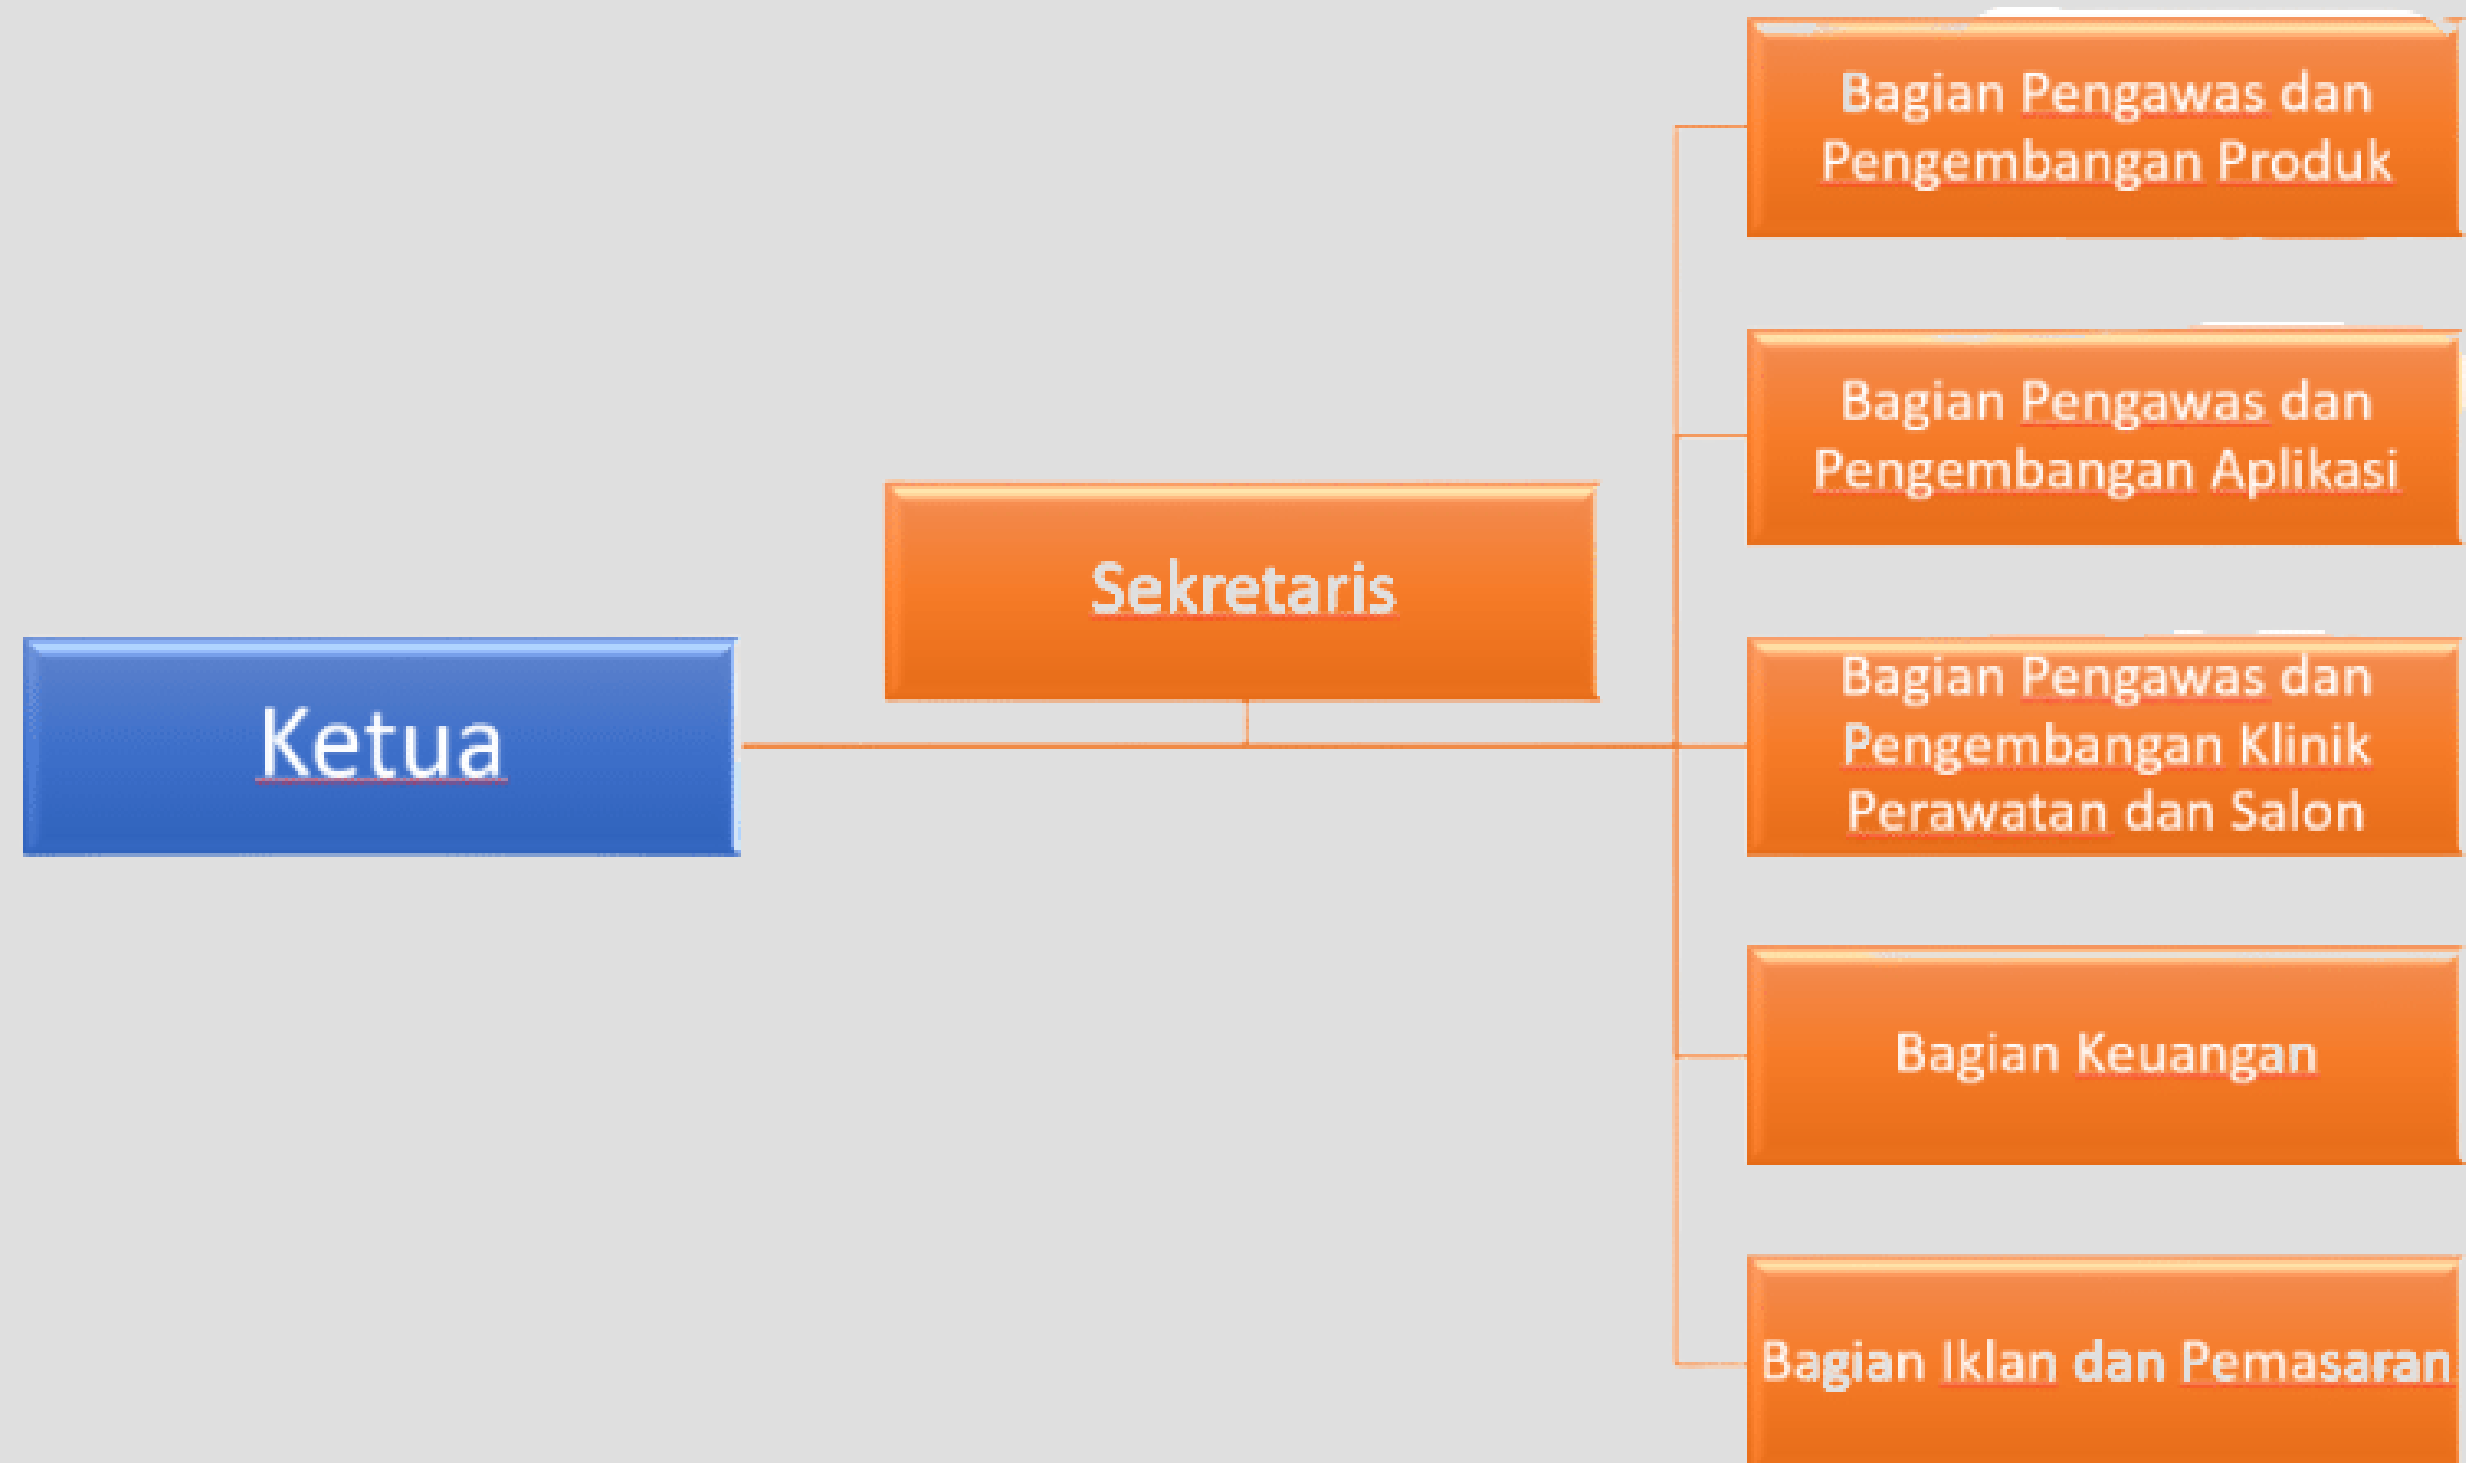 Ketua
Sekretaris
Bagian Pengawas dan
Pengembangan Produk
Bagian Pengawas dan
Pengembangan Aplikasi
Bagian Pengawas dan
Pengembangan Klinik
Perawatan dan Salon
Bagian Keuangan
Bagian Iklan dan Pemasaran